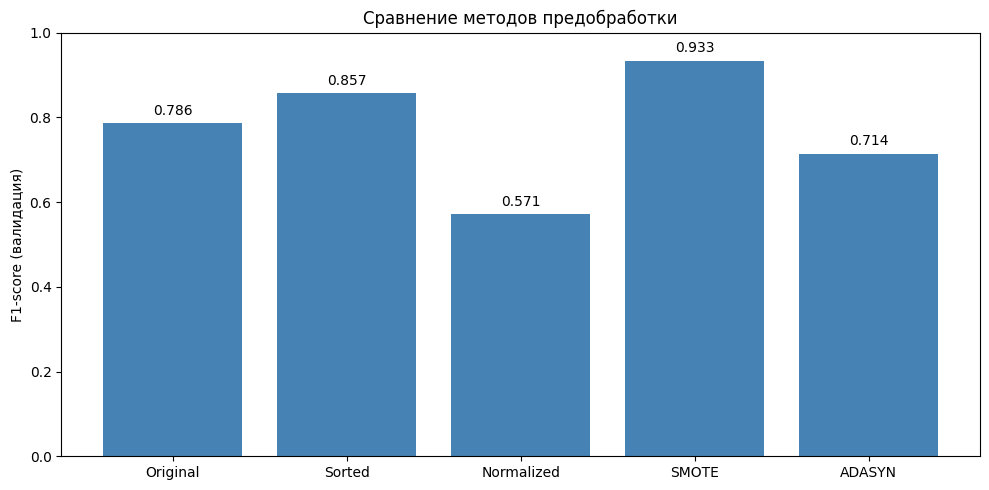 Сравнение методов предобработки
F1-score (валидация)
1.0
0.8
0.6
0.4
0.2
0.0
0.786
0.857
0.571
0.933
0.714
Original
Sorted
Normalized
SMOTE
ADASYN